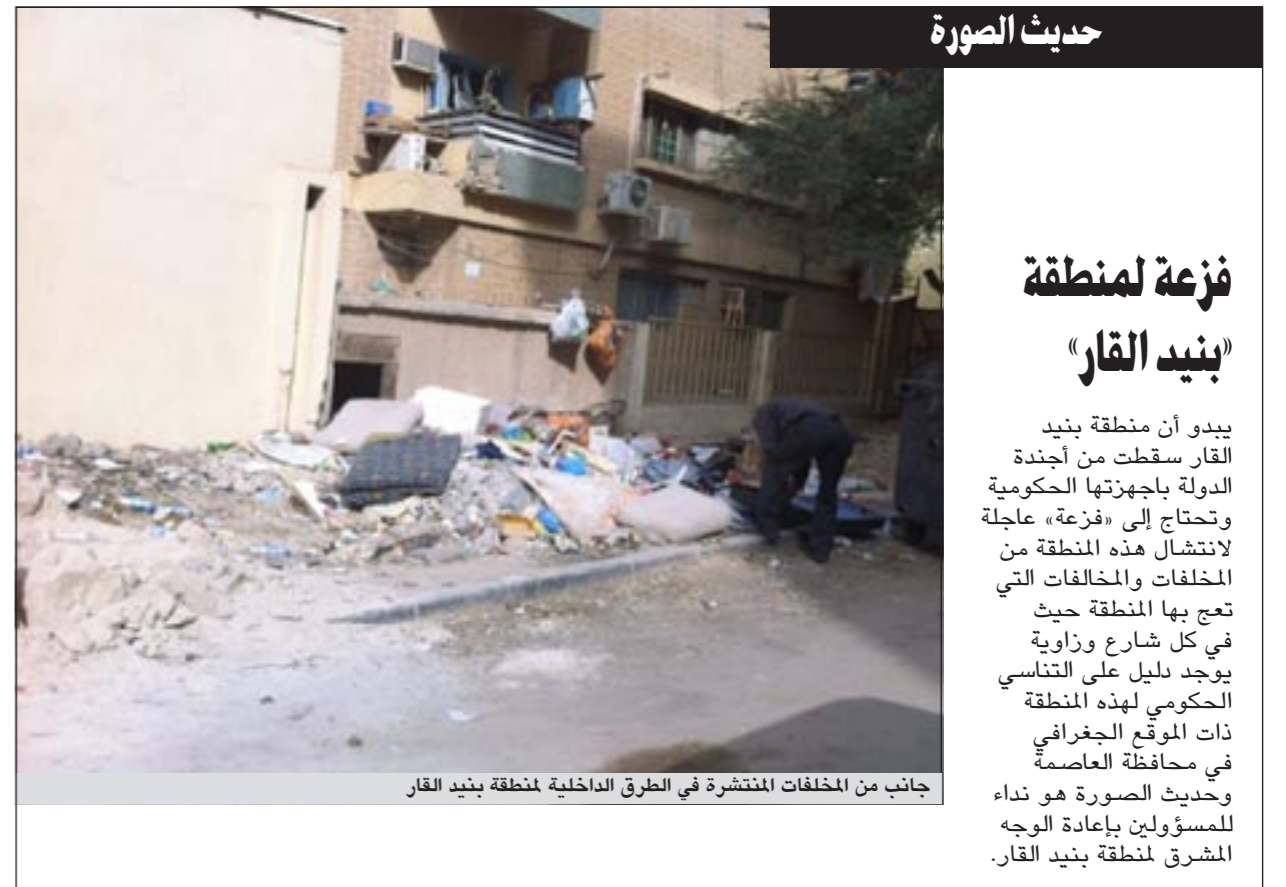 حديث الصورة
فزعة لمنطقة
«بنيد القار»
يبدو أن منطقة بنيد
القار سقطت من أجندة
الدولة باجهزتها الحكومية
وتحتاج إلى «فزعة» عاجلة
لانتشال هذه المنطقة من
المخلفات والمخالفات التي
تعج بها المنطقة حيث
في كل شارع وزاوية
يوجد دليل على التناسي
الحكومي لهذه المنطقة
ذات الموقع الجغرافي
في محافظة العاصمة
وحديث الصورة هو نداء
للمسؤولين بإعادة الوجه
المشرق لمنطقة بنيد القار.
جانب من المخلفات المنتشرة في الطرق الداخلية لمنطقة بنيد القار